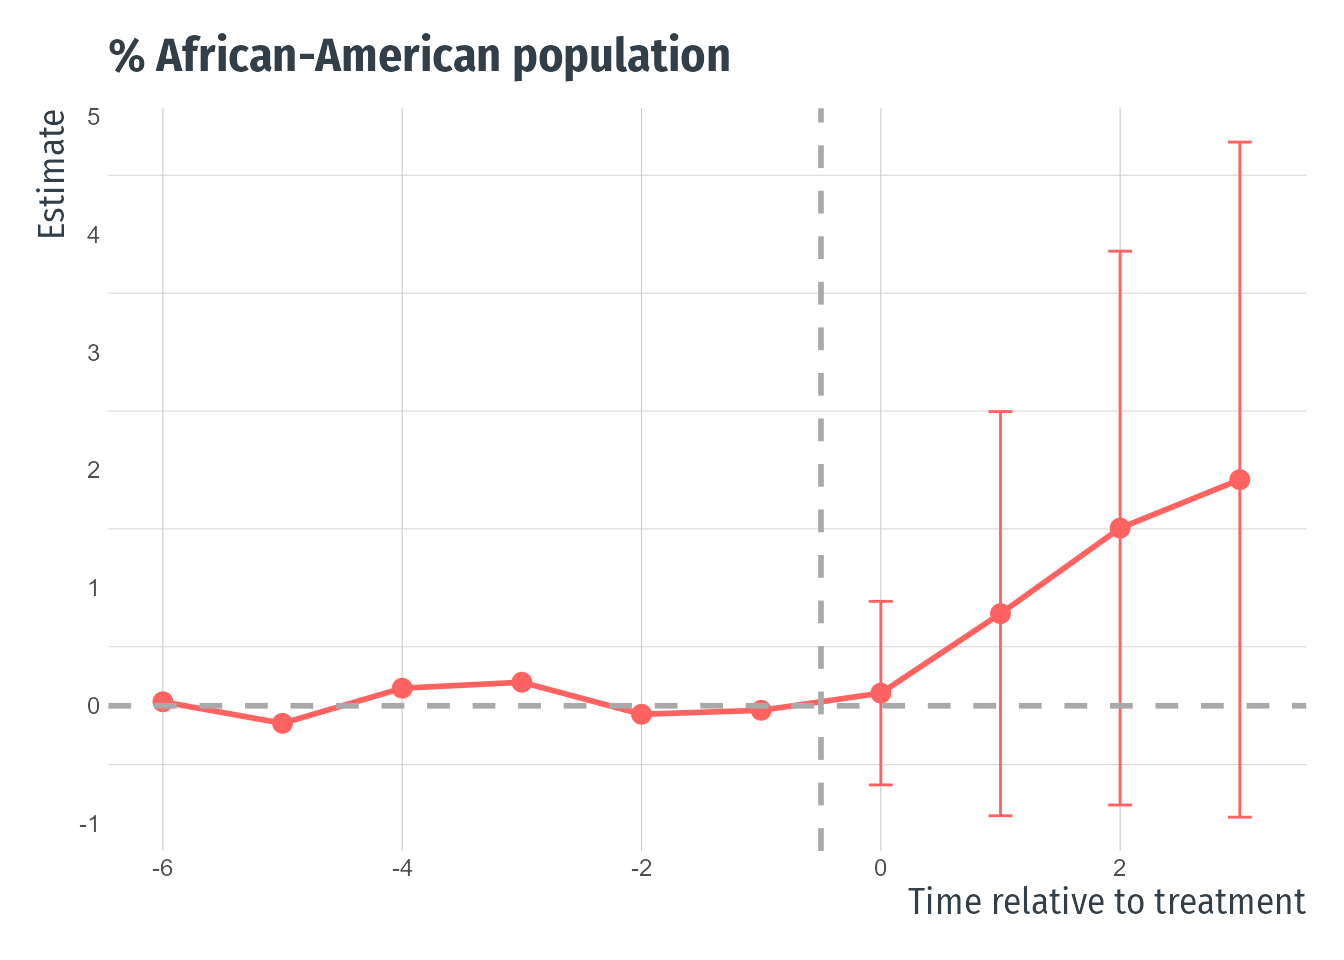 % African-American population
Estimate
5
4
3
2
1
0
-1
-6 -4 -2 0 2
Time relative to treatment